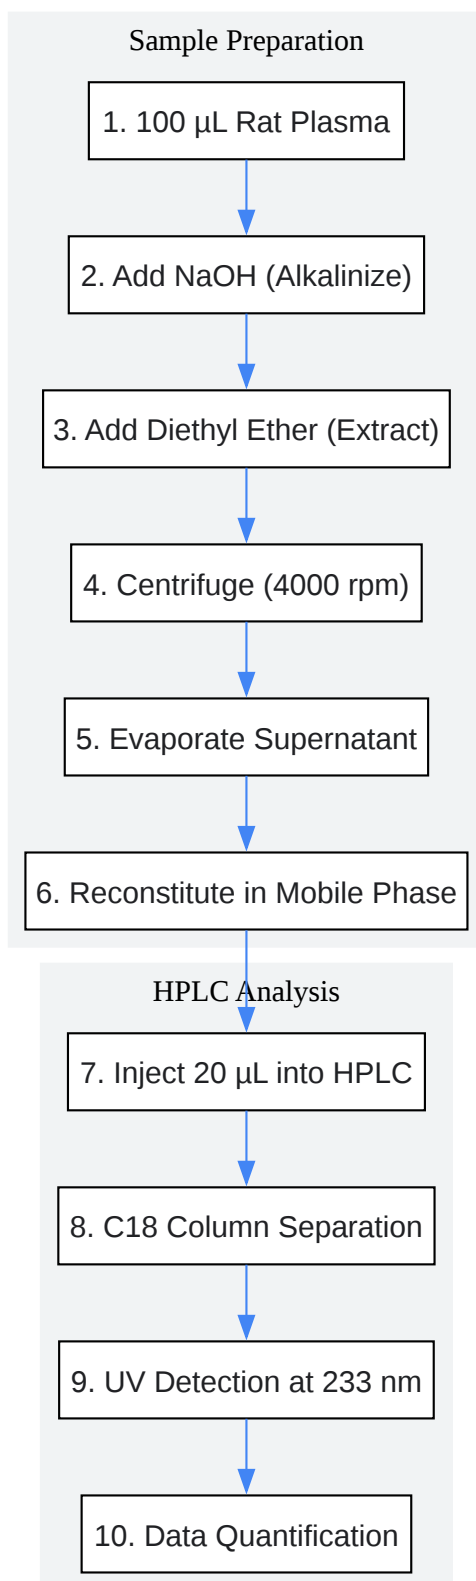 Sample Preparation
1. 100 µL Rat Plasma
2. Add NaOH (Alkalinize)
3. Add Diethyl Ether (Extract)
4. Centrifuge (4000 rpm)
5. Evaporate Supernatant
6. Reconstitute in Mobile Phase
HPLC Analysis
7. Inject 20 µL into HPLC
8. C18 Column Separation
9. UV Detection at 233 nm
10. Data Quantification